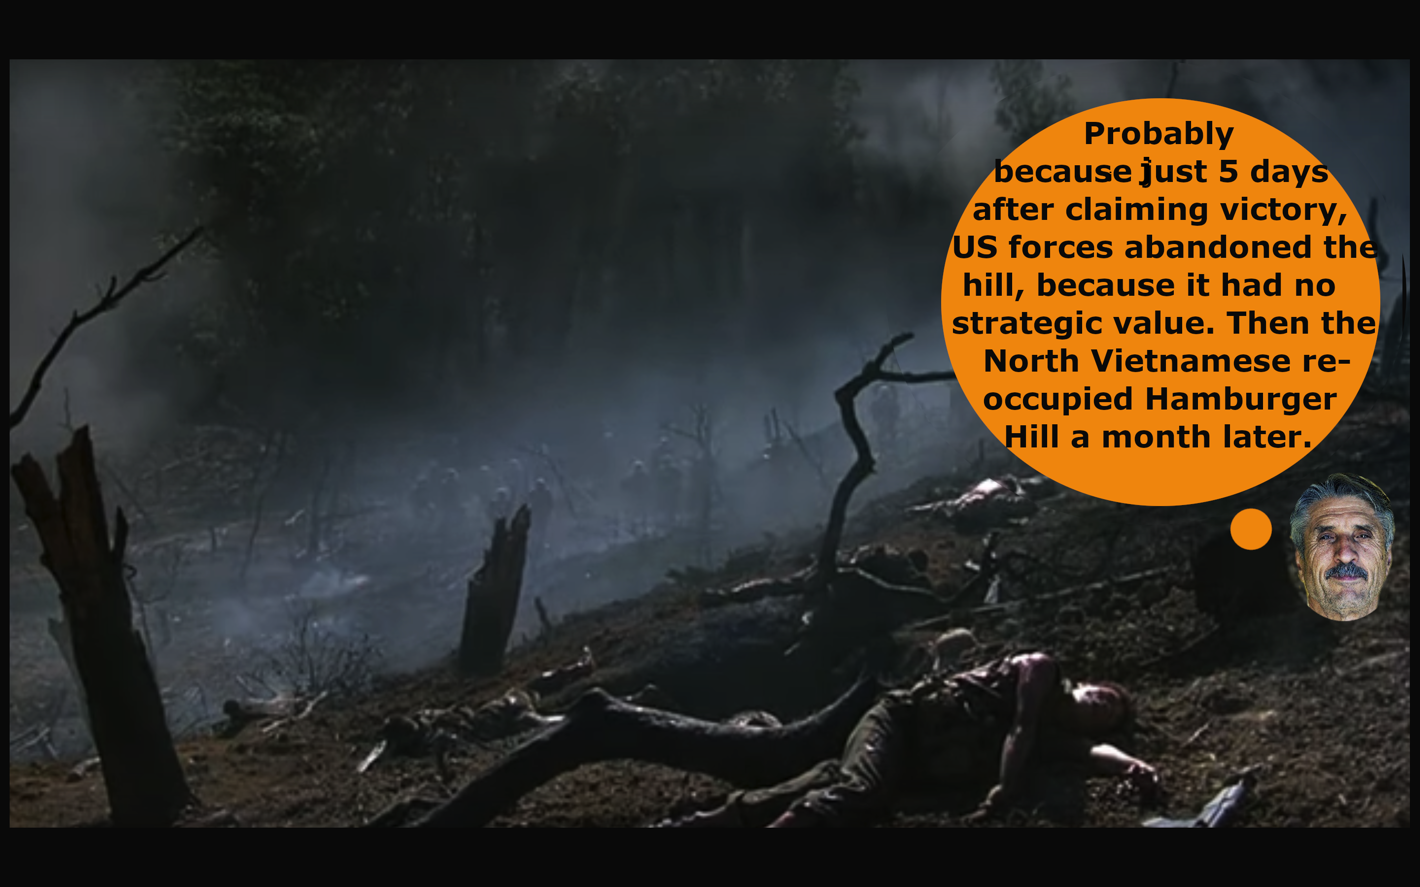 Probably
because just 5 days
after claiming victory,
US forces abandoned the
hill, because it had no
strategic value. Then the
North Vietnamese re-
occupied Hamburger
Hill a month later.